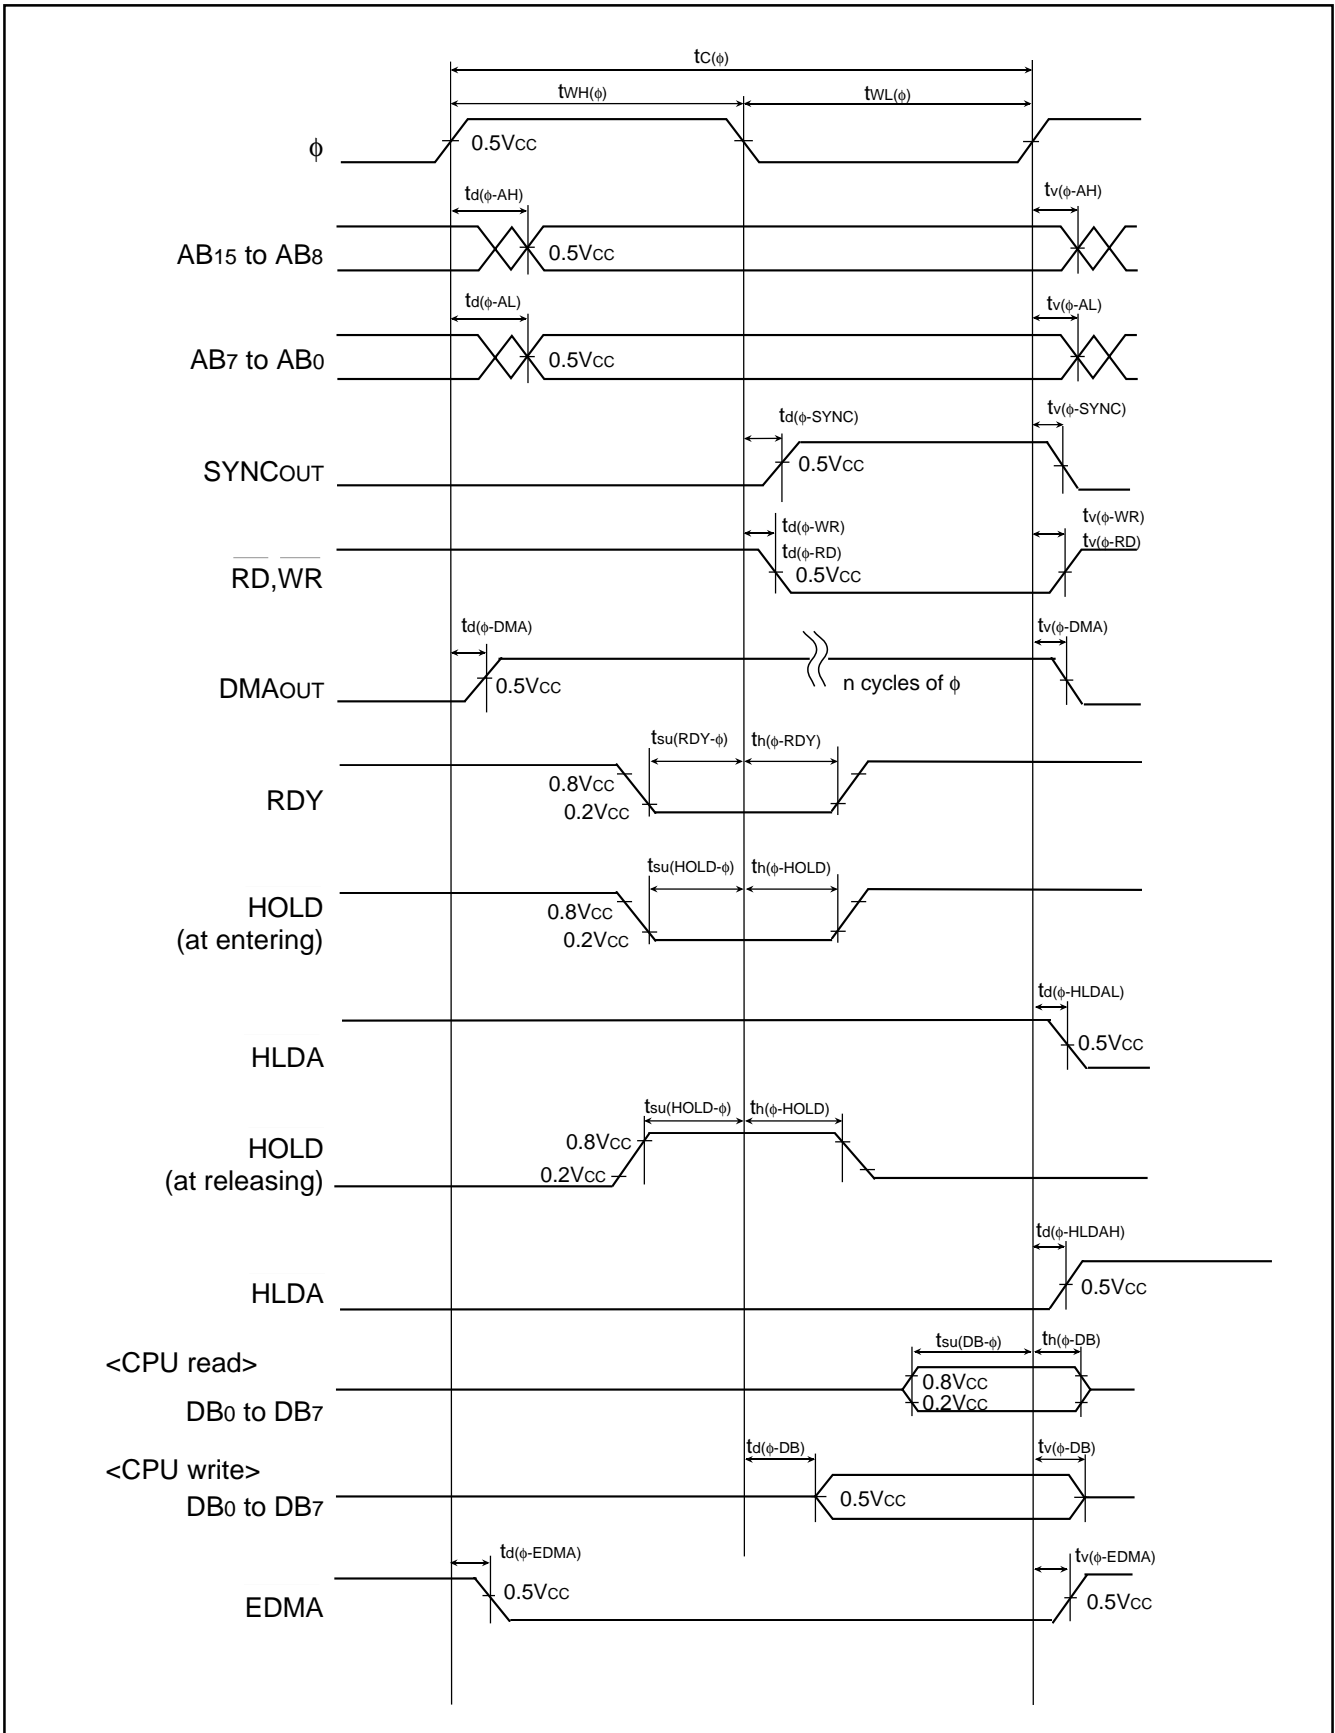 tC(φ)
tWH(φ) tWL(φ)
φ 0.5VCC
td(φ-AH) tv(φ-AH)
AB15 to AB8 0.5VCC
td(φ-AL) tv(φ-AL)
AB7 to AB0 0.5VCC
td(φ-SYNC) tv(φ-SYNC)
SYNCOUT 0.5VCC
td(φ-WR) tv(φ-WR)
td(φ-RD) tv(φ-RD)
RD,WR 0.5VCC
td(φ-DMA) tv(φ-DMA)
DMAOUT 0.5VCC n cycles of φ
tsu(RDY-φ) th(φ-RDY)
0.8VCC
RDY
0.2VCC
tsu(HOLD-φ) th(φ-HOLD)
HOLD 0.8VCC
(at entering) 0.2VCC
td(φ-HLDAL)
HLDA 0.5VCC
tsu(HOLD-φ) th(φ-HOLD)
HOLD 0.8VCC
(at releasing) 0.2VCC
td(φ-HLDAH)
HLDA 0.5VCC
tsu(DB-φ) th(φ-DB)
<CPU read>
0.8VCC
0.2VCC
DB0 to DB7
td(φ-DB) tv(φ-DB)
<CPU write>
DB0 to DB7 0.5VCC
td(φ-EDMA) tv(φ-EDMA)
EDMA 0.5VCC 0.5VCC